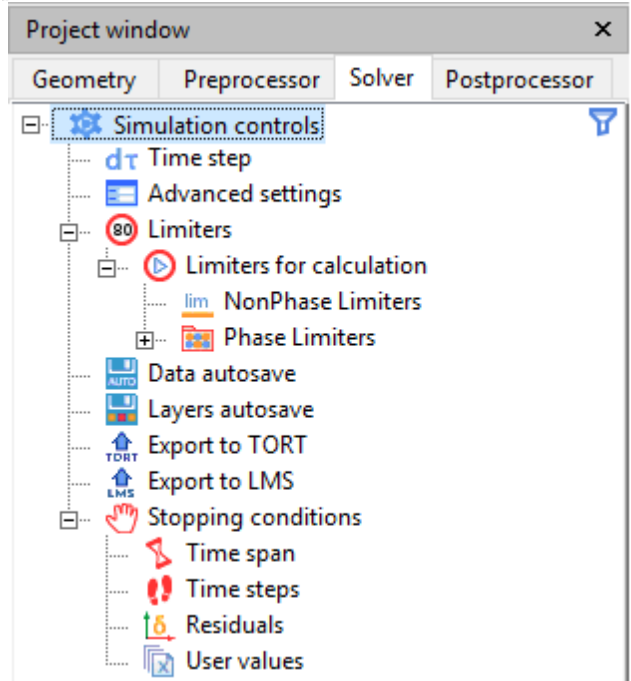 Project window
Geometry Preprocessor Solver Postprocessor
Simulation controls
dτ Time step
Advanced settings
80 Limiters
Limiters for calculation
lim NonPhase Limiters
Phase Limiters
AUTO Data autosave
Layers autosave
TORT Export to TORT
LMS Export to LMS
Stopping conditions
Time span
Time steps
δ Residuals
x User values